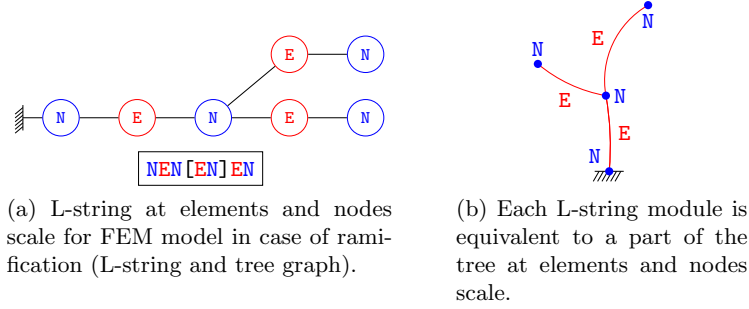 E N
N E N E N
NEN[EN]EN
(a) L-string at elements and nodes
scale for FEM model in case of rami-
fication (L-string and tree graph).
N
E
N
N
E
E
N
(b) Each L-string module is
equivalent to a part of the
tree at elements and nodes
scale.